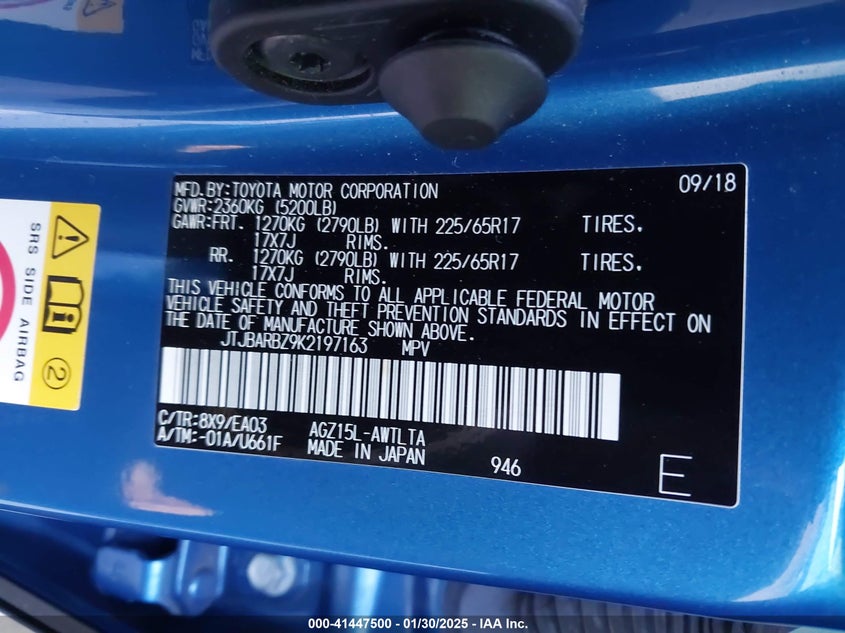 MFD.BY:TOYOTA MOTOR CORPORATION 09/18
GVWR:2360KG (5200LB)
GAWR:FRT. 1270KG (2790LB) WITH 225/65R17 TIRES.
17X7J RIMS.
RR. 1270KG (2790LB) WITH 225/65R17 TIRES.
17X7J RIMS.
THIS VEHICLE CONFORMS TO ALL APPLICABLE FEDERAL MOTOR
VEHICLE SAFETY AND THEFT PREVENTION STANDARDS IN EFFECT ON
THE DATE OF MANUFACTURE SHOWN ABOVE.
JTJBARBZ9K2197163 MPV
C/TR:8X9/EA03 AGZ15L-AWTLTA
A/TM:-01A/U661F MADE IN JAPAN 946 E
SRS SIDE AIRBAG
2
000-41447500 - 01/30/2025 - IAA Inc.